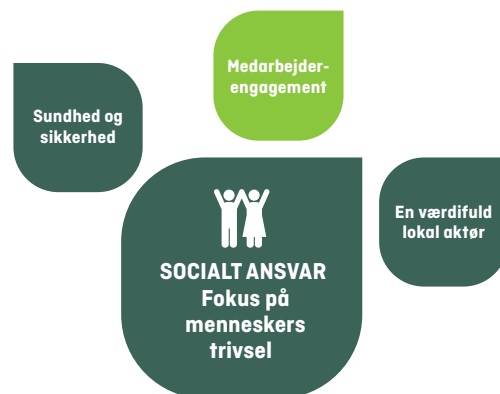 Medarbejder-
engagement
Sundhed og
sikkerhed
En værdifuld
lokal aktør
SOCIALT ANSVAR
Fokus på
menneskers
trivsel